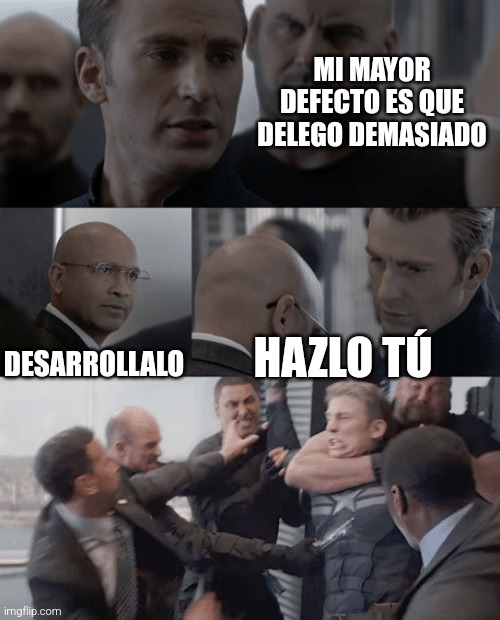 MI MAYOR
DEFECTO ES QUE
DELEGO DEMASIADO
DESARROLLALO
HAZLO TÚ
imgflip.com